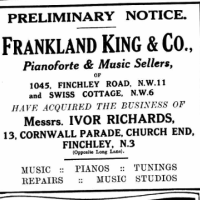 PRELIMINARY NOTICE.
FRANKLAND KING & CO.,
Pianoforte & Music Sellers,
OF
1045, FINCHLEY ROAD, N.W.11
and SWISS COTTAGE, N.W.6
HAVE ACQUIRED THE BUSINESS OF
Messrs. IVOR RICHARDS,
13, CORNWALL PARADE, CHURCH END,
FINCHLEY, N.3
(Opposite Long Lane).
MUSIC :: PIANOS :: TUNINGS
REPAIRS :: MUSIC STUDIOS